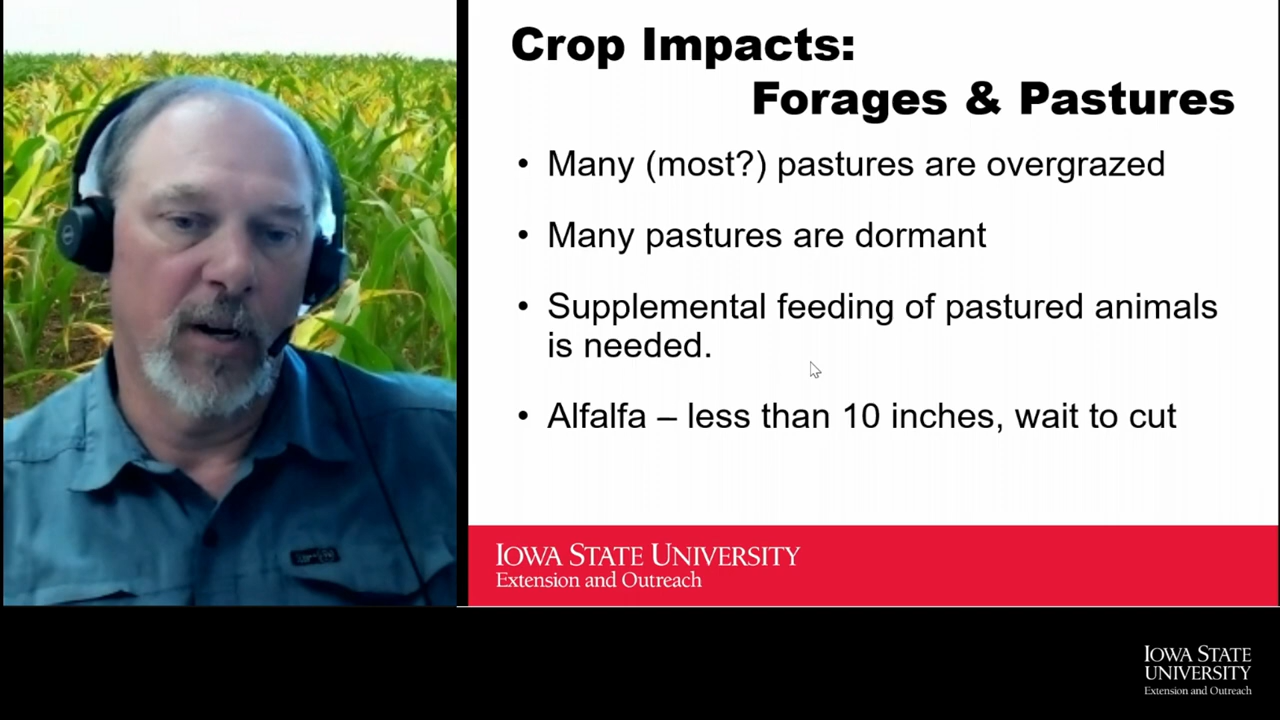 Crop Impacts:
Forages & Pastures
• Many (most?) pastures are overgrazed
• Many pastures are dormant
• Supplemental feeding of pastured animals
is needed.
• Alfalfa – less than 10 inches, wait to cut
IOWA STATE UNIVERSITY
Extension and Outreach
IOWA STATE
UNIVERSITY
Extension and Outreach